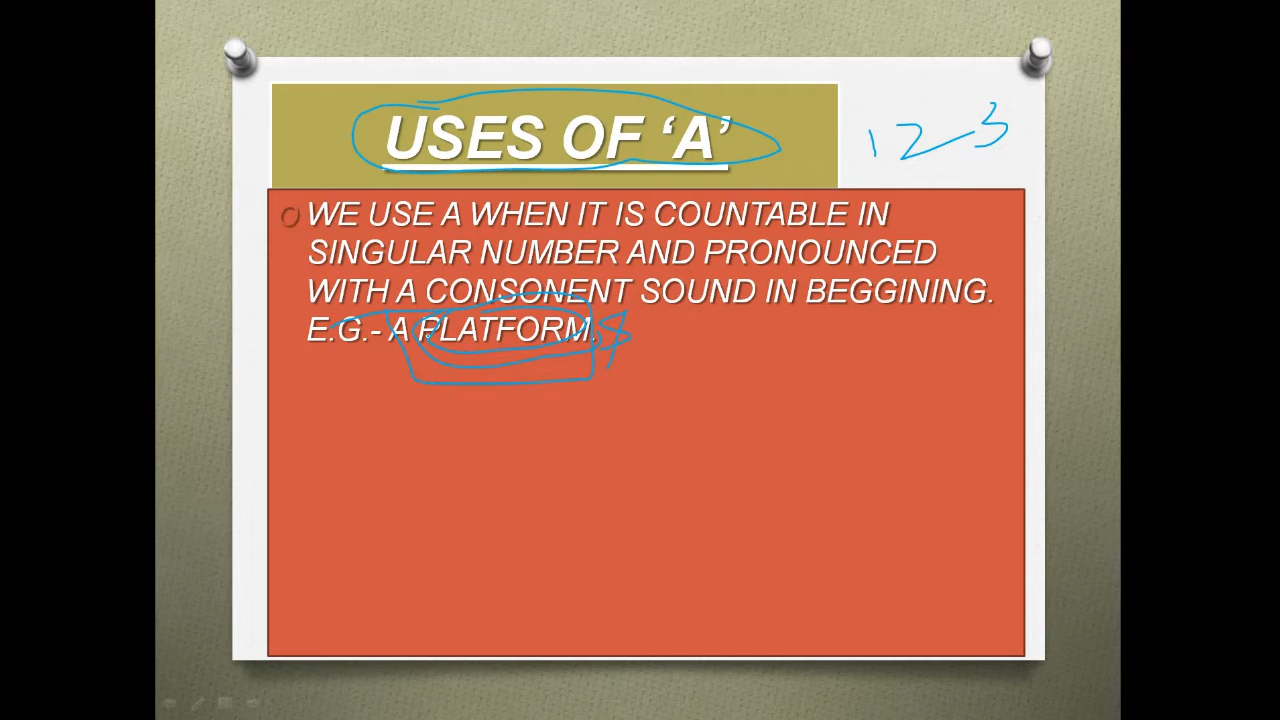 USES OF ‘A’
1 2 3
WE USE A WHEN IT IS COUNTABLE IN
SINGULAR NUMBER AND PRONOUNCED
WITH A CONSONENT SOUND IN BEGGINING.
E.G.- A PLATFORM.